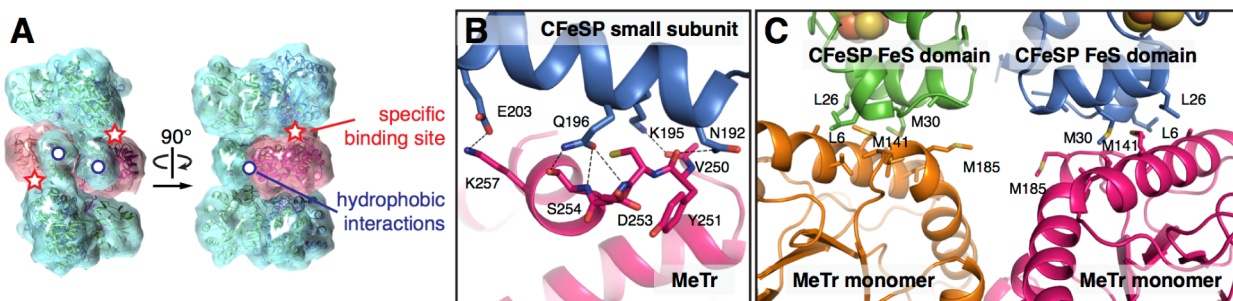 A
90°
specific
binding site
hydrophobic
interactions
B
CFeSP small subunit
E203
Q196
K195
N192
K257
V250
S254
D253
Y251
MeTr
C
CFeSP FeS domain
CFeSP FeS domain
L26
L26
M30
L6
M141
M185
M30
M141
L6
M185
MeTr monomer
MeTr monomer